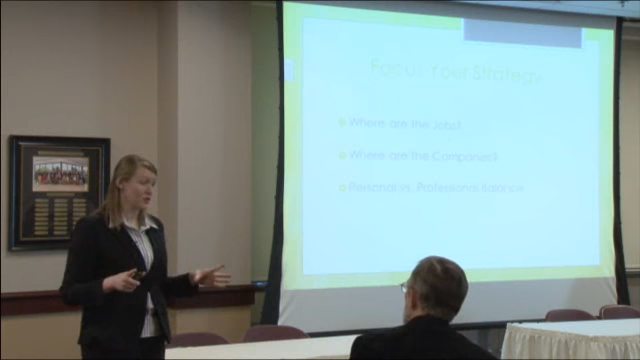 Focus Your Strategy
Where are the Jobs?
Where are the Companies?
Personal vs. Professional Balance